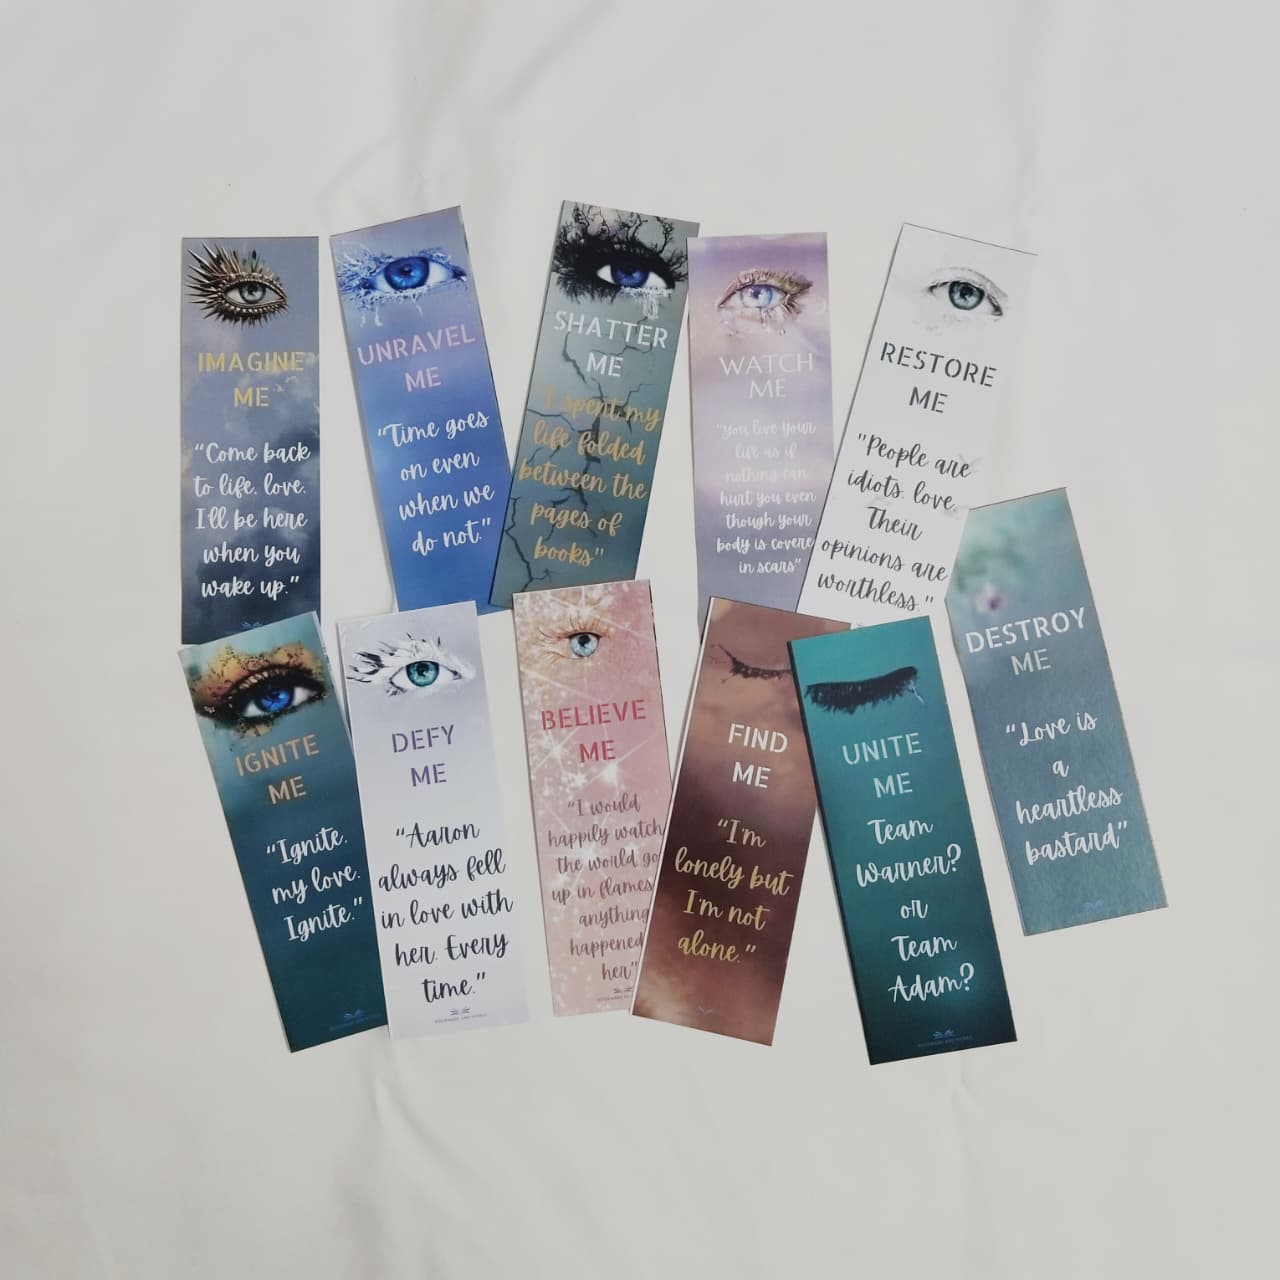 IMAGINE
ME
“Come back
to life, love.
I'll be here
when you
wake up.”
UNRAVEL
ME
“Time goes
on even
when we
do not.”
SHATTER
ME
"I spent my
life folded
between the
pages of
books"
WATCH
ME
"you live your
life as if
nothing can
hurt you even
though your
body is covere
in scars"
RESTORE
ME
"People are
idiots, love.
Their
opinions are
worthless."
DESTROY
ME
“Love is
a
heartless
bastard”
IGNITE
ME
“Ignite,
my love.
Ignite.”
DEFY
ME
“Aaron
always fell
in love with
her. Every
time.”
BELIEVE
ME
“I would
happily watch
the world go
up in flames
anything
happened
her”
FIND
ME
“I'm
lonely but
I'm not
alone.”
UNITE
ME
Team
Warner?
or
Team
Adam?